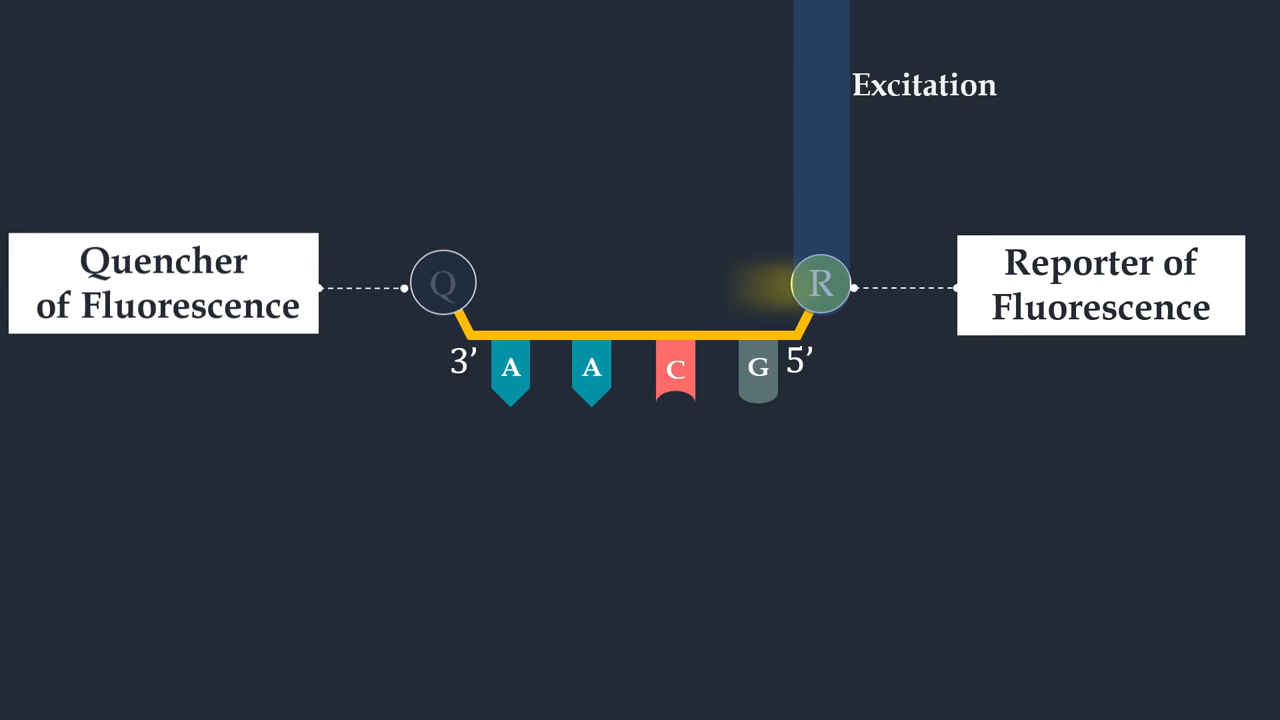 Excitation
Quencher
of Fluorescence
Q
R
Reporter of
Fluorescence
3’ A A C G 5’